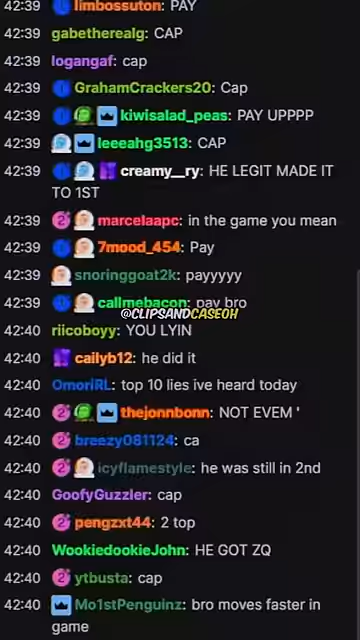 42:39 limbossuton: PAY
42:39 gabetherealg: CAP
42:39 logangaf: cap
42:39 GrahamCrackers20: Cap
42:39 kiwisalad_peas: PAY UPPPP
42:39 leeeahg3513: CAP
42:39 creamy__ry: HE LEGIT MADE IT
TO 1ST
42:39 marcelaapc: in the game you mean
42:39 7mood_454: Pay
42:39 snoringgoat2k: payyyyy
42:39 callmebacon: pay bro
@CLIPSANDCASEOH
42:40 riicoboyy: YOU LYIN
42:40 cailyb12: he did it
42:40 OmoriRL: top 10 lies ive heard today
42:40 thejonnbonn: NOT EVEM '
42:40 breezy081124: ca
42:40 icyflamestyle: he was still in 2nd
42:40 GoofyGuzzler: cap
42:40 pengzxt44: 2 top
42:40 WookiedookieJohn: HE GOT ZQ
42:40 ytbusta: cap
42:40 Mo1stPenguinz: bro moves faster in
game